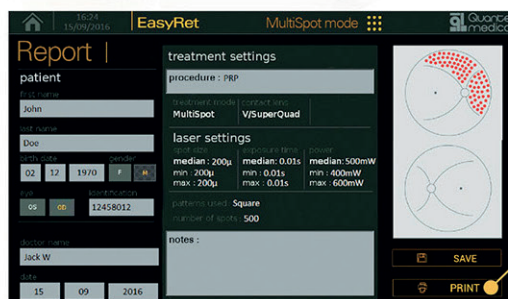 16:24
15/09/2016
EasyRet
MultiSpot mode
Quantel
medical
Report |
patient
first name
John
last name
Doe
birth date
gender
02 12 1970 F M
eye
identification
OS OD 12458012
doctor name
Jack W
date
15 09 2016
treatment settings
procedure : PRP
treatment mode contact lens
MultiSpot V/SuperQuad
laser settings
spot size exposure time power
median : 200µ median: 0.01s median: 500mW
min : 200µ min : 0.01s min : 400mW
max : 200µ max : 0.01s max : 600mW
patterns used : Square
number of spots : 500
notes :
SAVE
PRINT